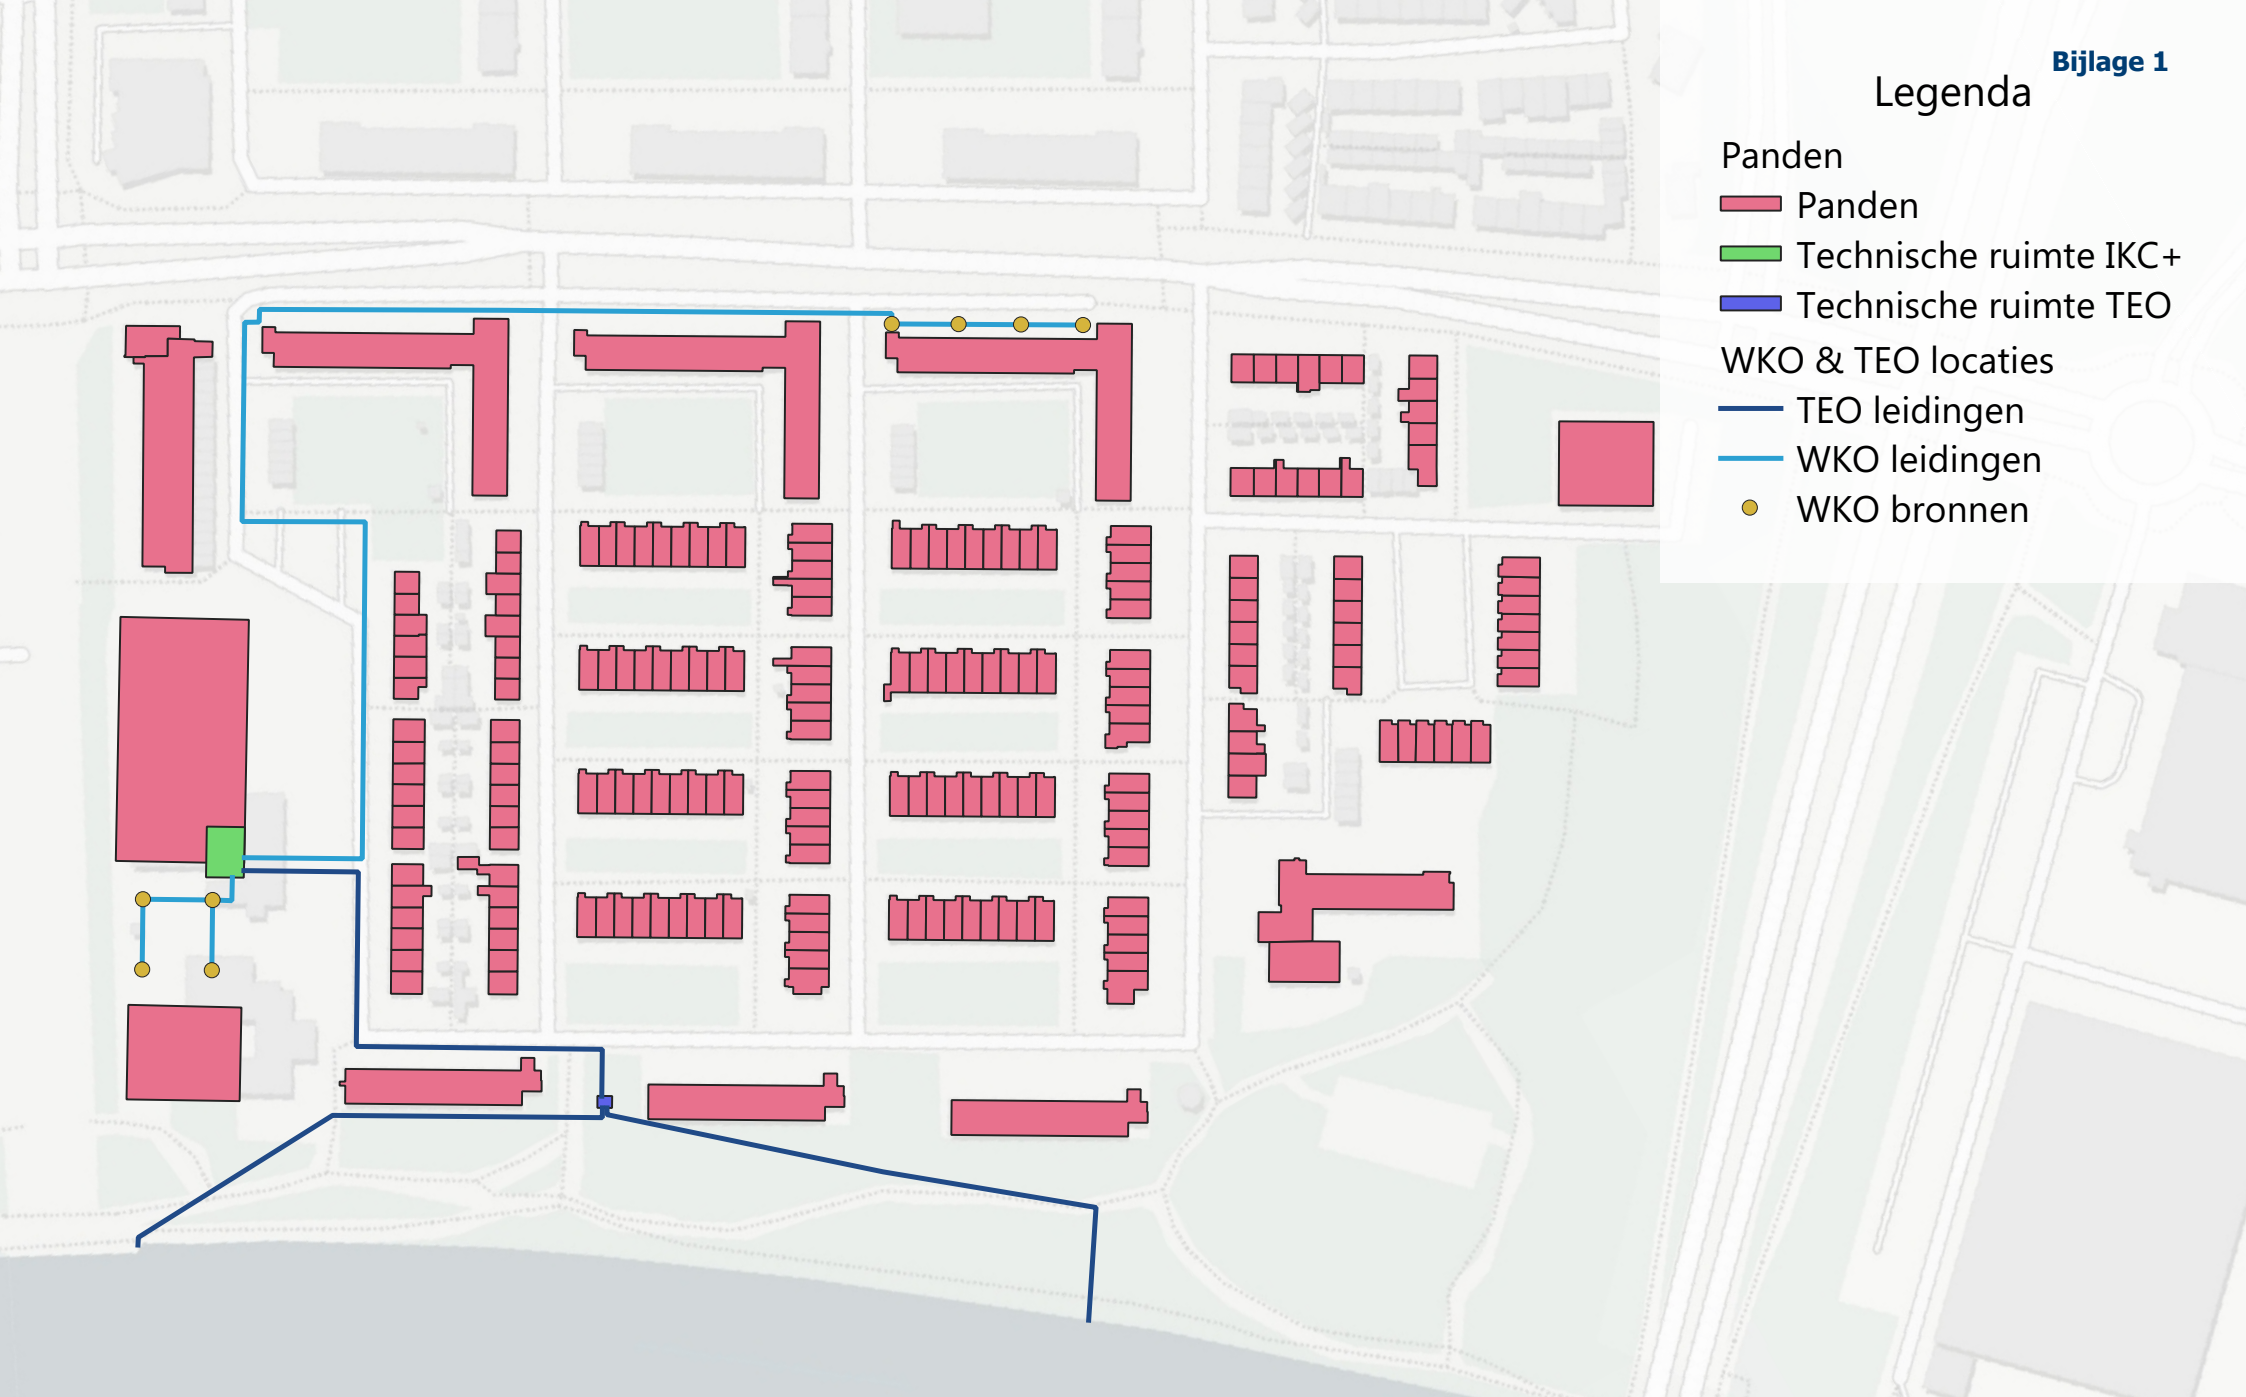 Bijlage 1
Legenda
Panden
Panden
Technische ruimte IKC+
Technische ruimte TEO
WKO & TEO locaties
TEO leidingen
WKO leidingen
WKO bronnen